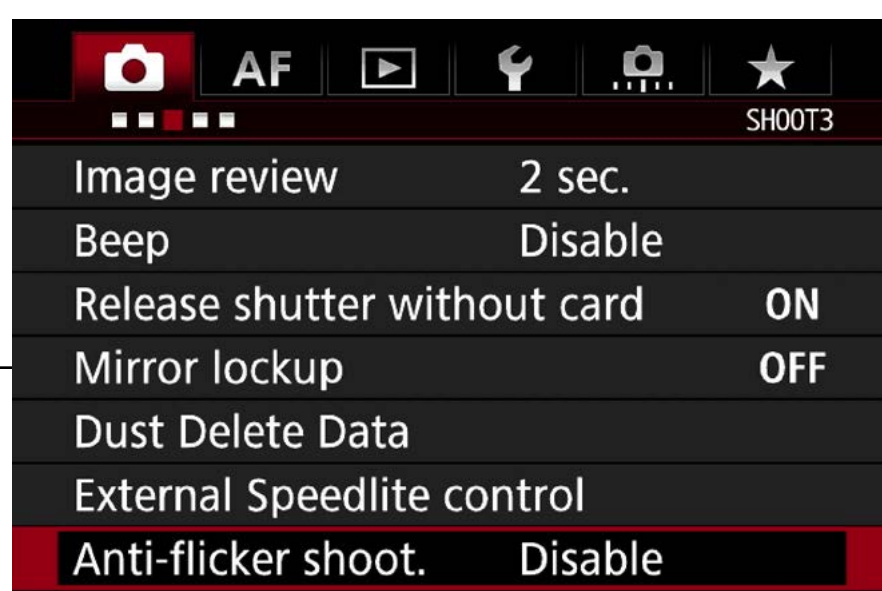 AF
SHOOT3
Image review 2 sec.
Beep Disable
Release shutter without card ON
Mirror lockup OFF
Dust Delete Data
External Speedlite control
Anti-flicker shoot. Disable